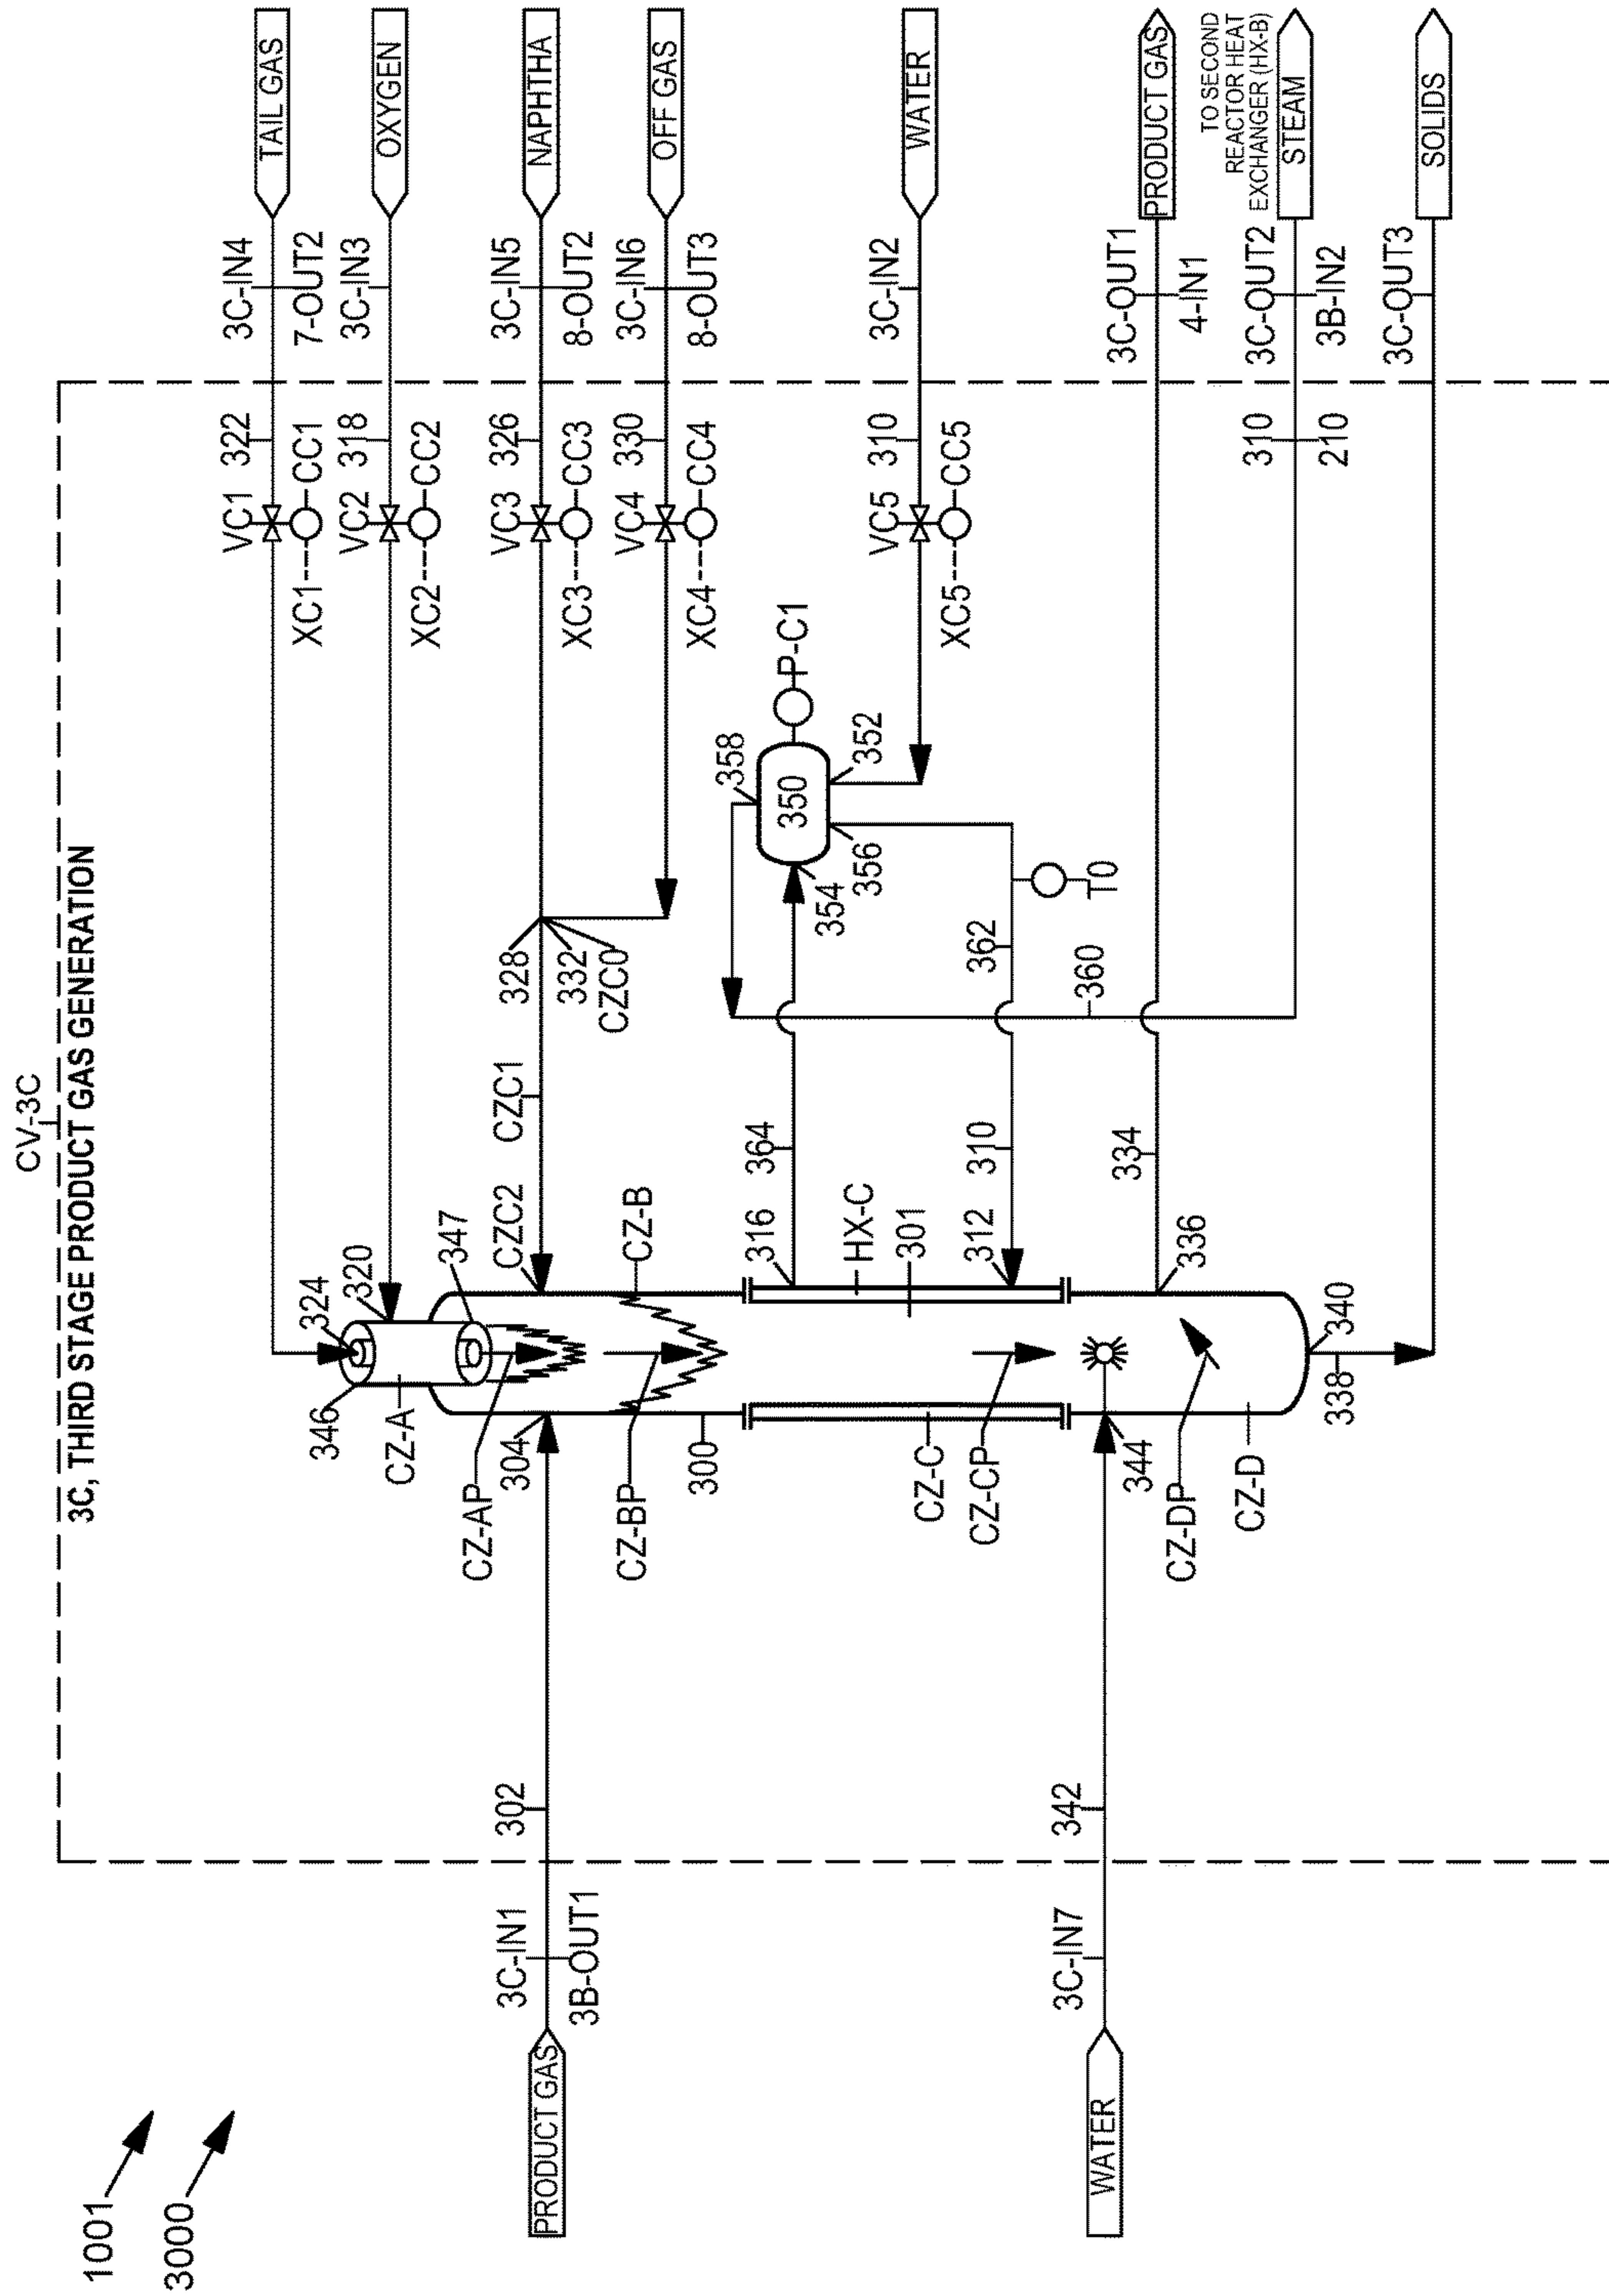 1001
3000
CV-3C
3C, THIRD STAGE PRODUCT GAS GENERATION
TAIL GAS
3C-IN4
7-OUT2
322
VC1
XC1
CC1
OXYGEN
3C-IN3
318
VC2
XC2
CC2
NAPHTHA
3C-IN5
8-OUT2
326
VC3
XC3
CC3
OFF GAS
3C-IN6
8-OUT3
330
VC4
XC4
CC4
WATER
3C-IN2
310
VC5
XC5
CC5
324
320
346
347
CZ-A
CZ-AP
304
CZ-BP
300
CZ-B
CZC2
CZC1
328
332
CZC0
358
350
P-C1
352
354
356
T0
362
360
364
316
HX-C
301
310
312
334
336
CZ-C
CZ-CP
344
CZ-DP
CZ-D
340
338
PRODUCT GAS
3C-IN1
3B-OUT1
302
WATER
3C-IN7
342
PRODUCT GAS
3C-OUT1
4-IN1
TO SECOND
REACTOR HEAT
EXCHANGER (HX-B)
STEAM
3C-OUT2
3B-IN2
310
210
SOLIDS
3C-OUT3